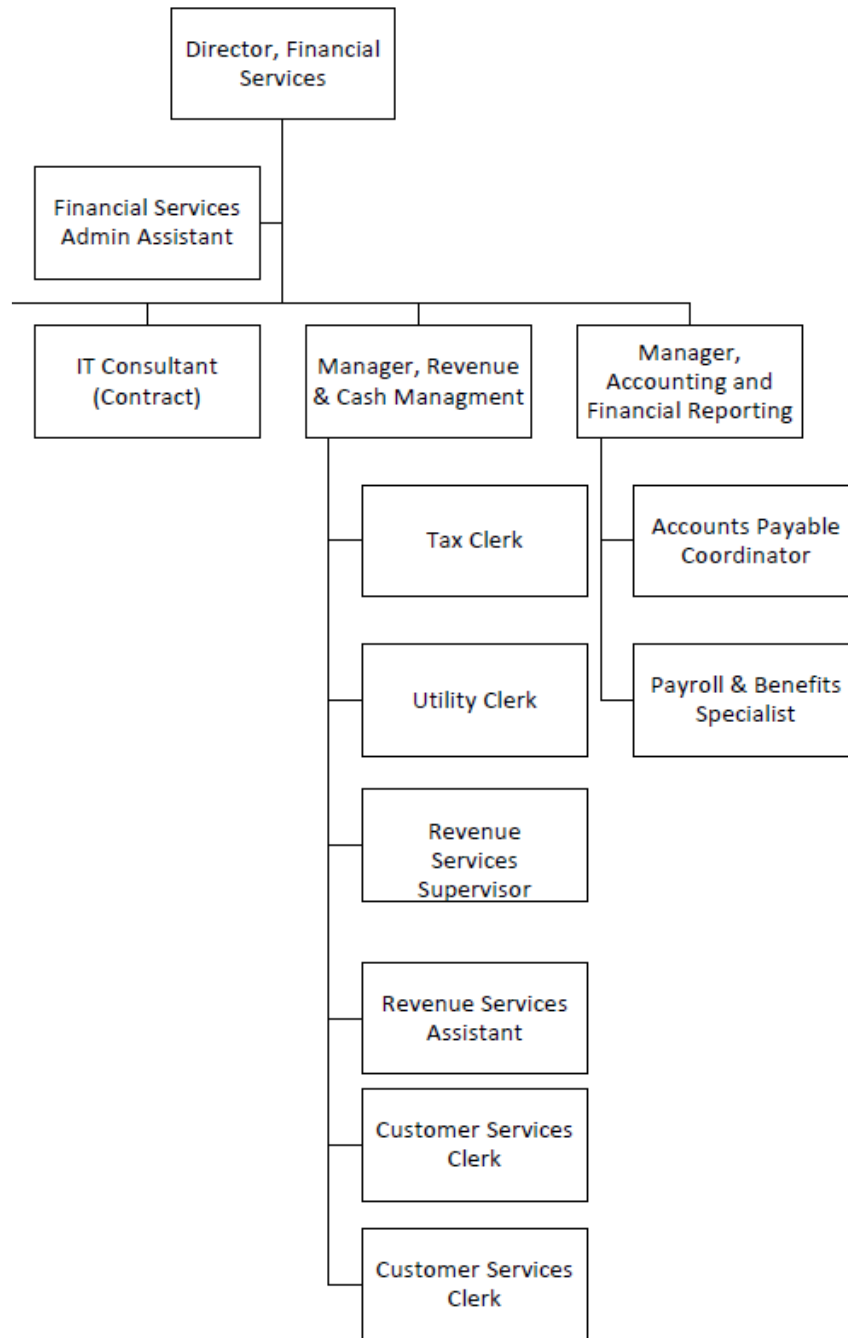 Director, Financial
Services
Financial Services
Admin Assistant
IT Consultant
(Contract)
Manager, Revenue
& Cash Managment
Manager,
Accounting and
Financial Reporting
Tax Clerk
Accounts Payable
Coordinator
Utility Clerk
Payroll & Benefits
Specialist
Revenue
Services
Supervisor
Revenue Services
Assistant
Customer Services
Clerk
Customer Services
Clerk